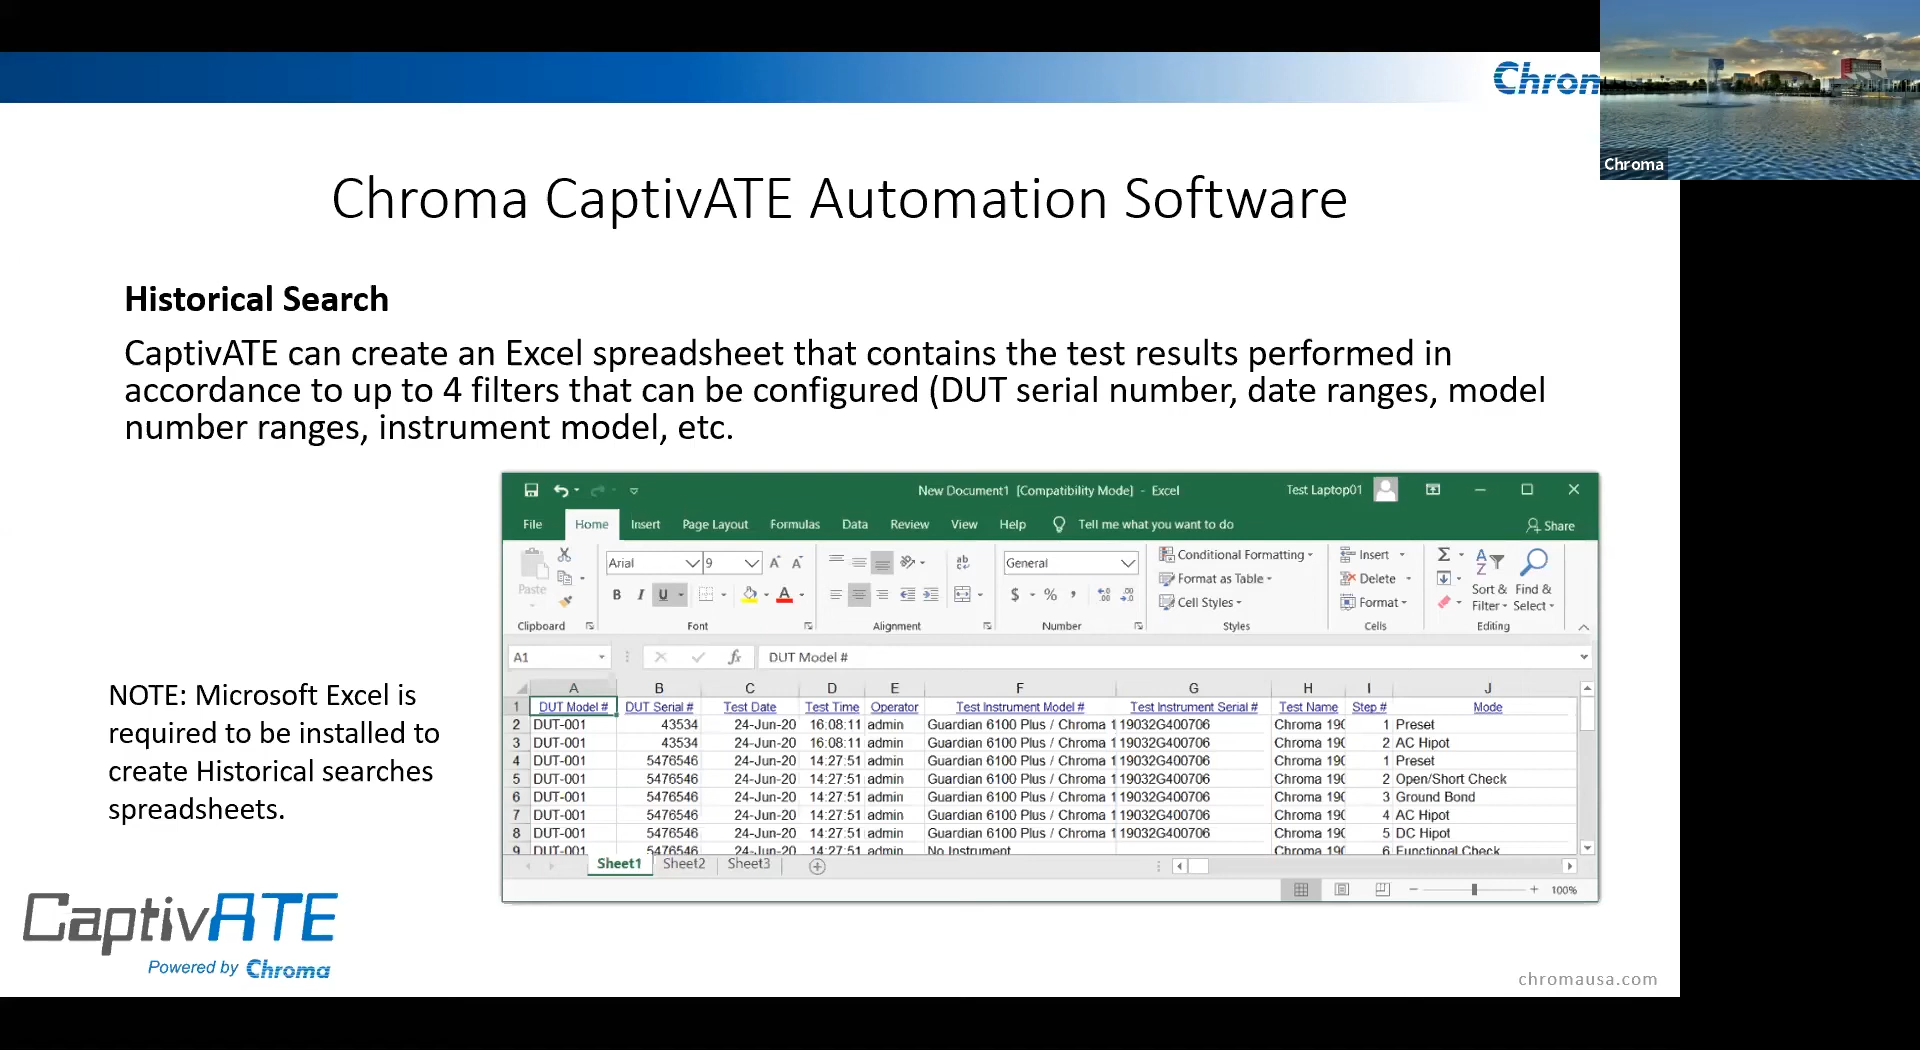 Chrom
Chroma
Chroma CaptivATE Automation Software
Historical Search
CaptivATE can create an Excel spreadsheet that contains the test results performed in
accordance to up to 4 filters that can be configured (DUT serial number, date ranges, model
number ranges, instrument model, etc.
NOTE: Microsoft Excel is
required to be installed to
create Historical searches
spreadsheets.
New Document1 [Compatibility Mode] - Excel
Test Laptop01
File Home Insert Page Layout Formulas Data Review View Help Tell me what you want to do Share
Paste
Clipboard
Arial 9
B I U
Font
Alignment
General
$ % ,
Number
Conditional Formatting
Format as Table
Cell Styles
Styles
Insert
Delete
Format
Cells
Sort & Filter
Find & Select
Editing
A1 fx DUT Model #
A B C D E F G H I J
1 DUT Model # DUT Serial # Test Date Test Time Operator Test Instrument Model # Test Instrument Serial # Test Name Step # Mode
2 DUT-001 43534 24-Jun-20 16:08:11 admin Guardian 6100 Plus / Chroma 1 19032G400706 Chroma 190 1 Preset
3 DUT-001 43534 24-Jun-20 16:08:11 admin Guardian 6100 Plus / Chroma 1 19032G400706 Chroma 190 2 AC Hipot
4 DUT-001 5476546 24-Jun-20 14:27:51 admin Guardian 6100 Plus / Chroma 1 19032G400706 Chroma 190 1 Preset
5 DUT-001 5476546 24-Jun-20 14:27:51 admin Guardian 6100 Plus / Chroma 1 19032G400706 Chroma 190 2 Open/Short Check
6 DUT-001 5476546 24-Jun-20 14:27:51 admin Guardian 6100 Plus / Chroma 1 19032G400706 Chroma 190 3 Ground Bond
7 DUT-001 5476546 24-Jun-20 14:27:51 admin Guardian 6100 Plus / Chroma 1 19032G400706 Chroma 190 4 AC Hipot
8 DUT-001 5476546 24-Jun-20 14:27:51 admin Guardian 6100 Plus / Chroma 1 19032G400706 Chroma 190 5 DC Hipot
9 DUT-001 5476546 24-Jun-20 14:27:51 admin No Instrument Chroma 190 6 Functional Check
Sheet1 Sheet2 Sheet3
100%
CaptivATE
Powered by Chroma
chromausa.com